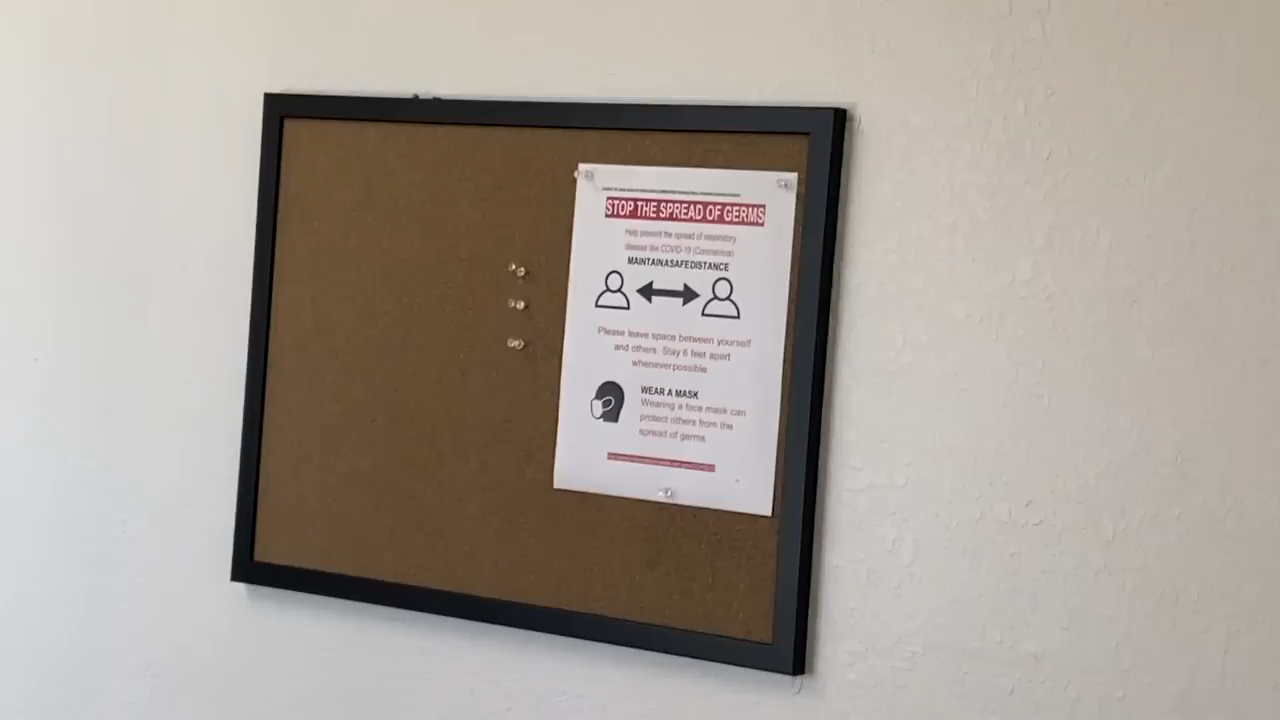 STOP THE SPREAD OF GERMS
Help prevent the spread of respiratory
disease like COVID-19 (Coronavirus)
MAINTAINASAFEDISTANCE
Please leave space between yourself
and others. Stay 6 feet apart
wheneverpossible.
WEAR A MASK
Wearing a face mask can
protect others from the
spread of germs.